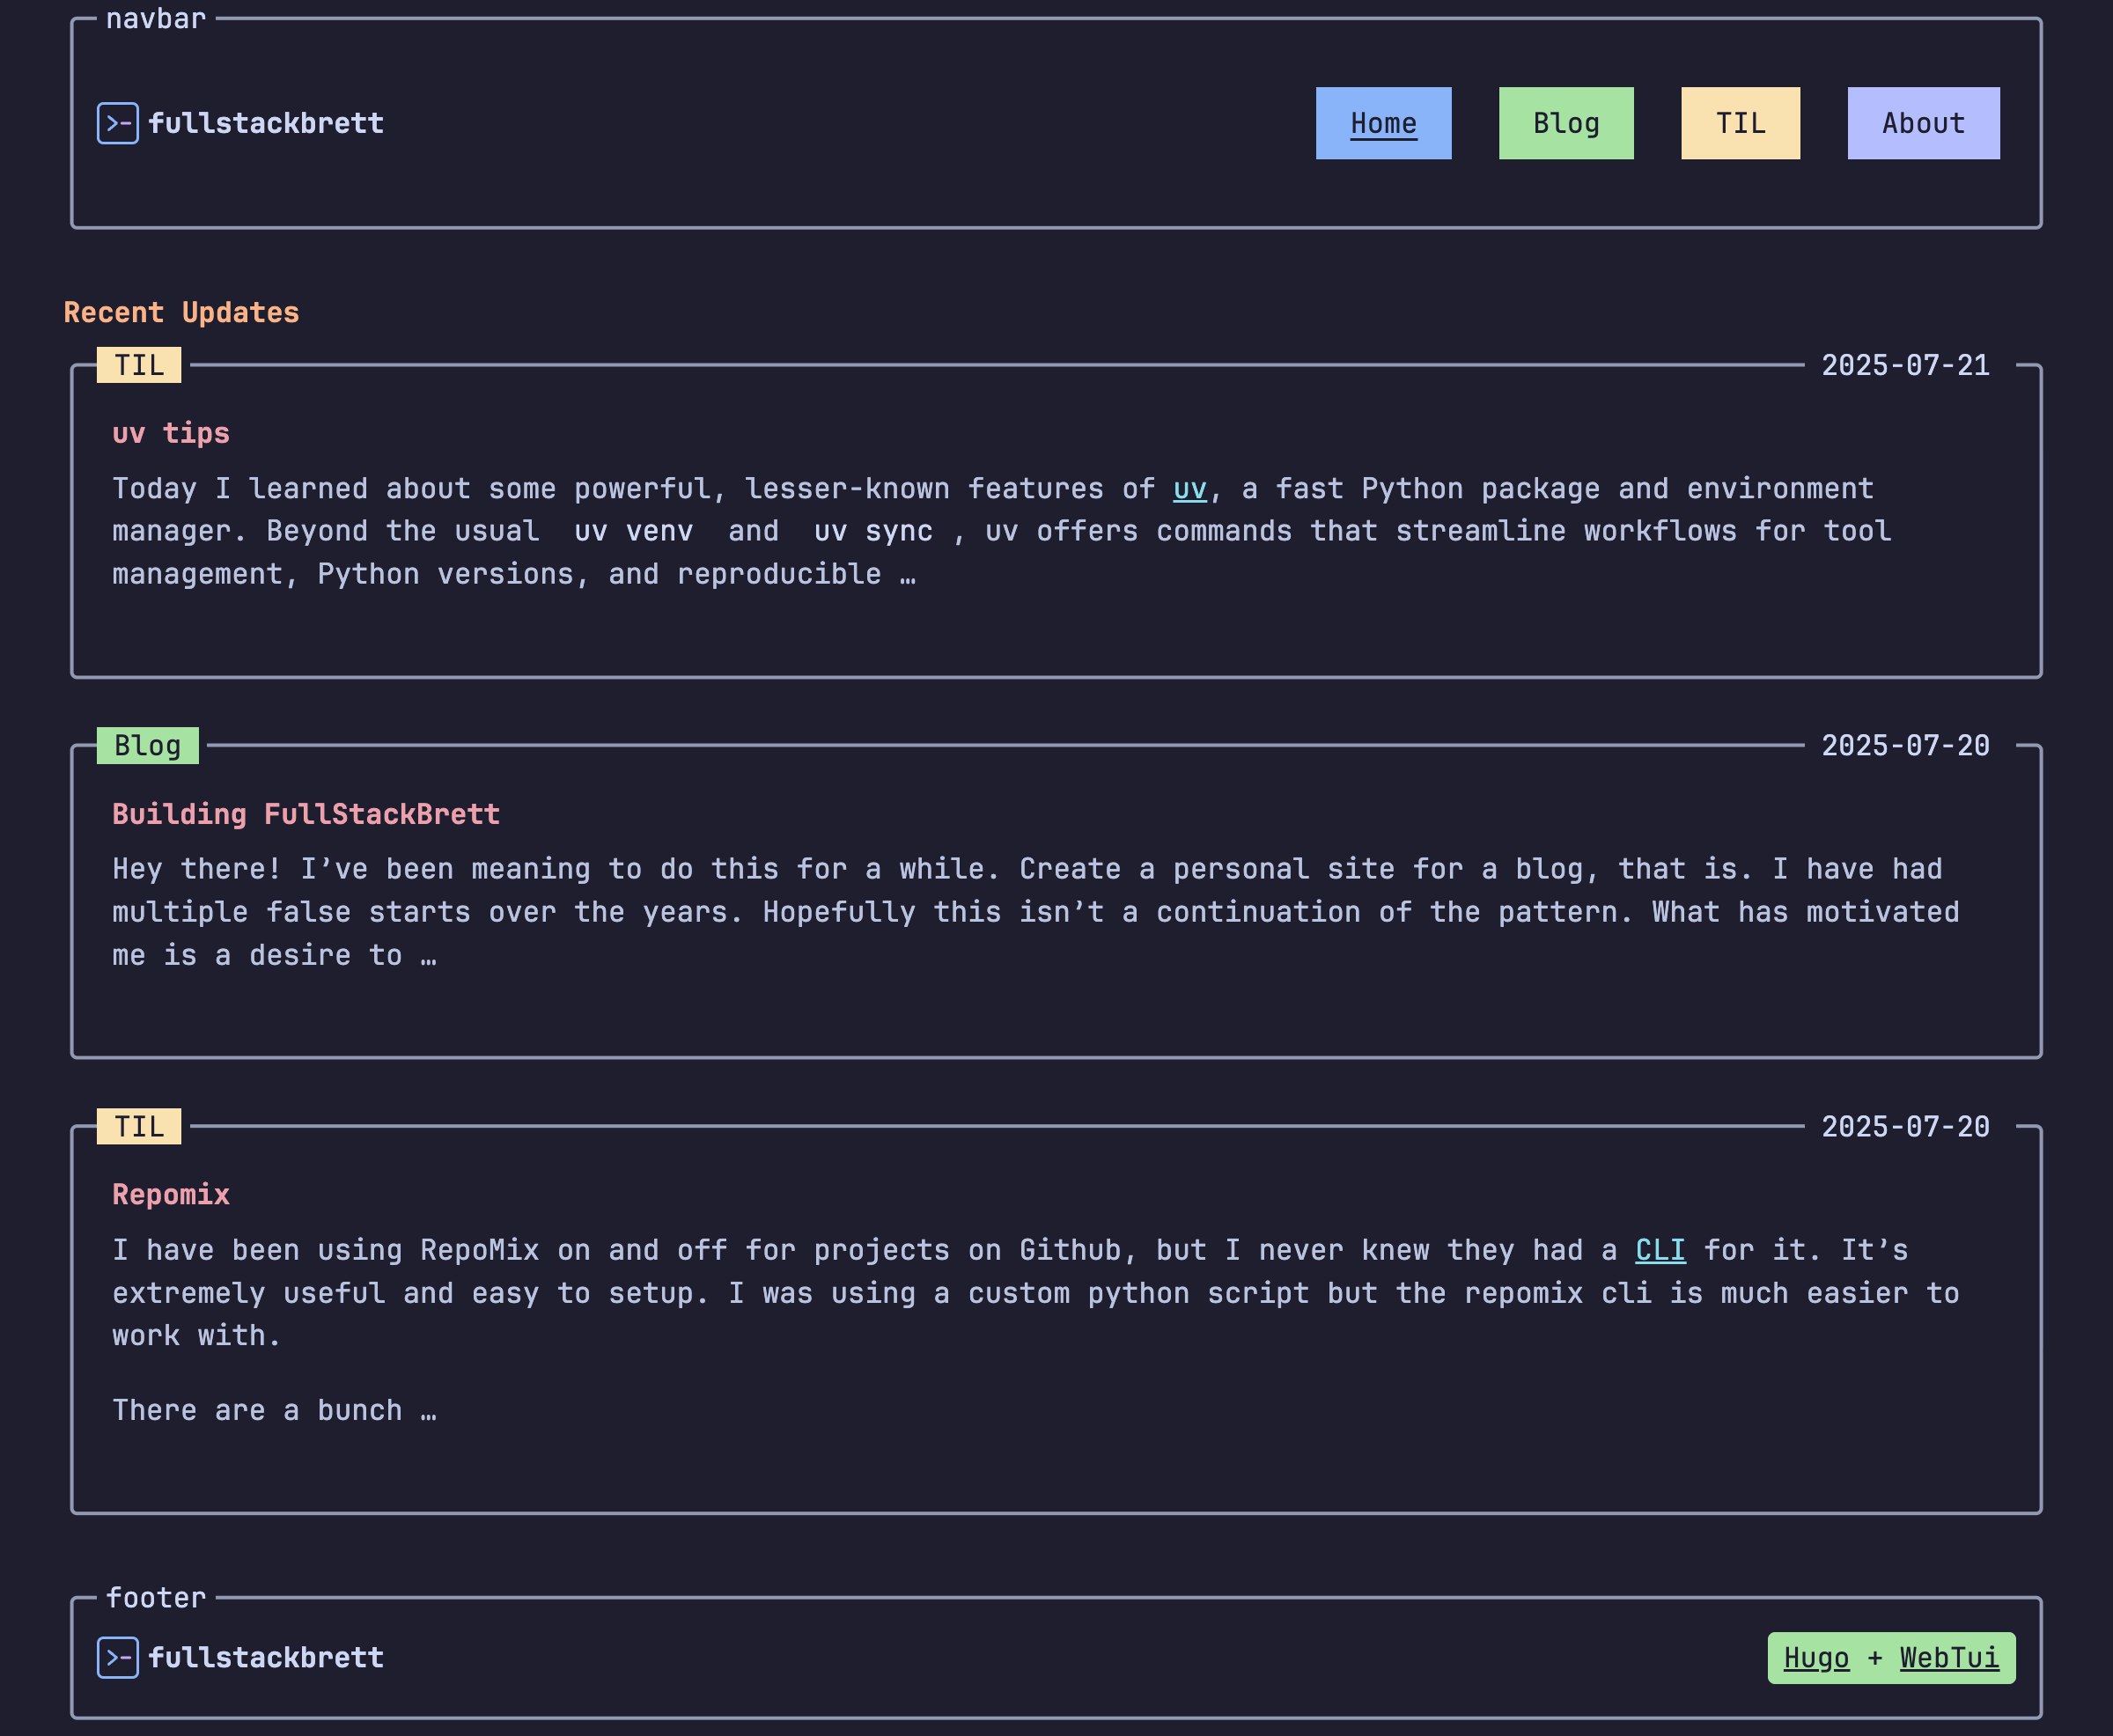 navbar
>- fullstackbrett
Home
Blog
TIL
About
Recent Updates
TIL
2025-07-21
uv tips
Today I learned about some powerful, lesser-known features of uv, a fast Python package and environment
manager. Beyond the usual uv venv and uv sync , uv offers commands that streamline workflows for tool
management, Python versions, and reproducible …
Blog
2025-07-20
Building FullStackBrett
Hey there! I’ve been meaning to do this for a while. Create a personal site for a blog, that is. I have had
multiple false starts over the years. Hopefully this isn’t a continuation of the pattern. What has motivated
me is a desire to …
TIL
2025-07-20
Repomix
I have been using RepoMix on and off for projects on Github, but I never knew they had a CLI for it. It’s
extremely useful and easy to setup. I was using a custom python script but the repomix cli is much easier to
work with.
There are a bunch …
footer
>- fullstackbrett
Hugo + WebTui